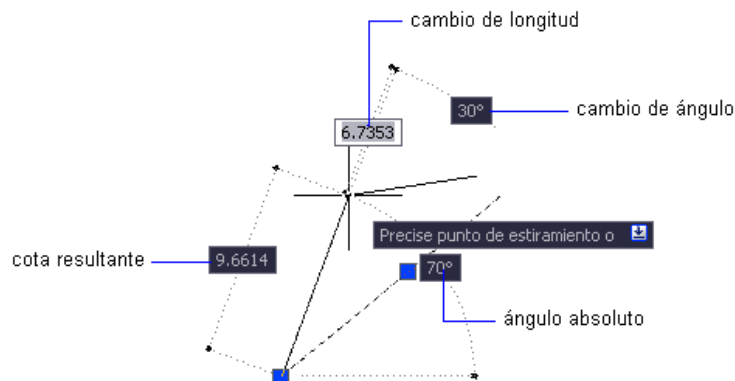 cambio de longitud
30°
cambio de ángulo
6.7353
Precise punto de estiramiento o
cota resultante
9.6614
70°
ángulo absoluto